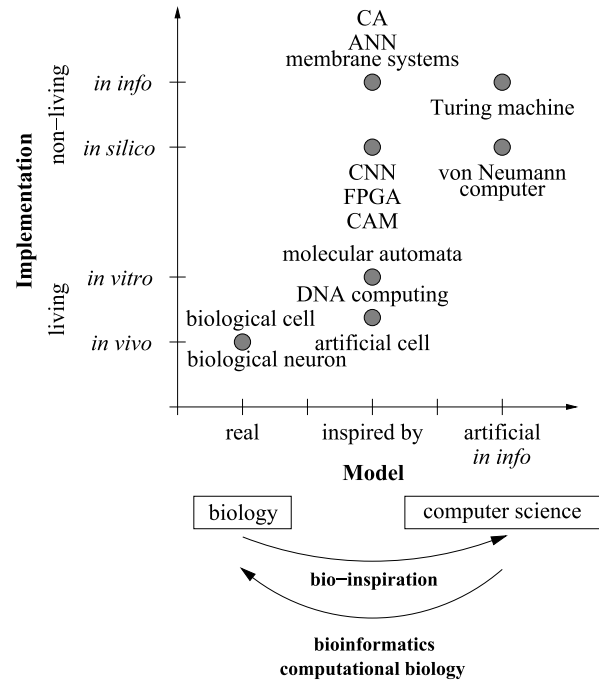 CA
ANN
membrane systems
in info
Turing machine
non−living
in silico
CNN
FPGA
CAM
von Neumann
computer
Implementation
molecular automata
in vitro
DNA computing
living
biological cell
in vivo
artificial cell
biological neuron
real
inspired by
artificial
in info
Model
biology
computer science
bio−inspiration
bioinformatics
computational biology